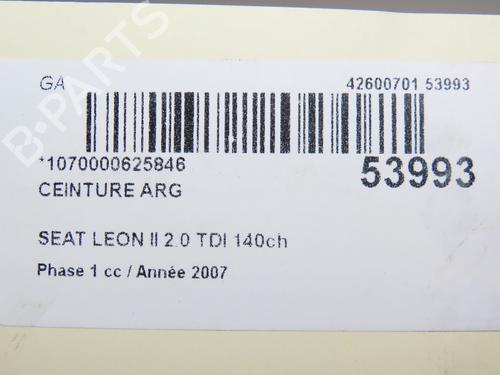 B-PARTS
GA
42600701 53993
*1070000625846
53993
CEINTURE ARG
SEAT LEON II 2.0 TDI 140ch
Phase 1 cc / Année 2007